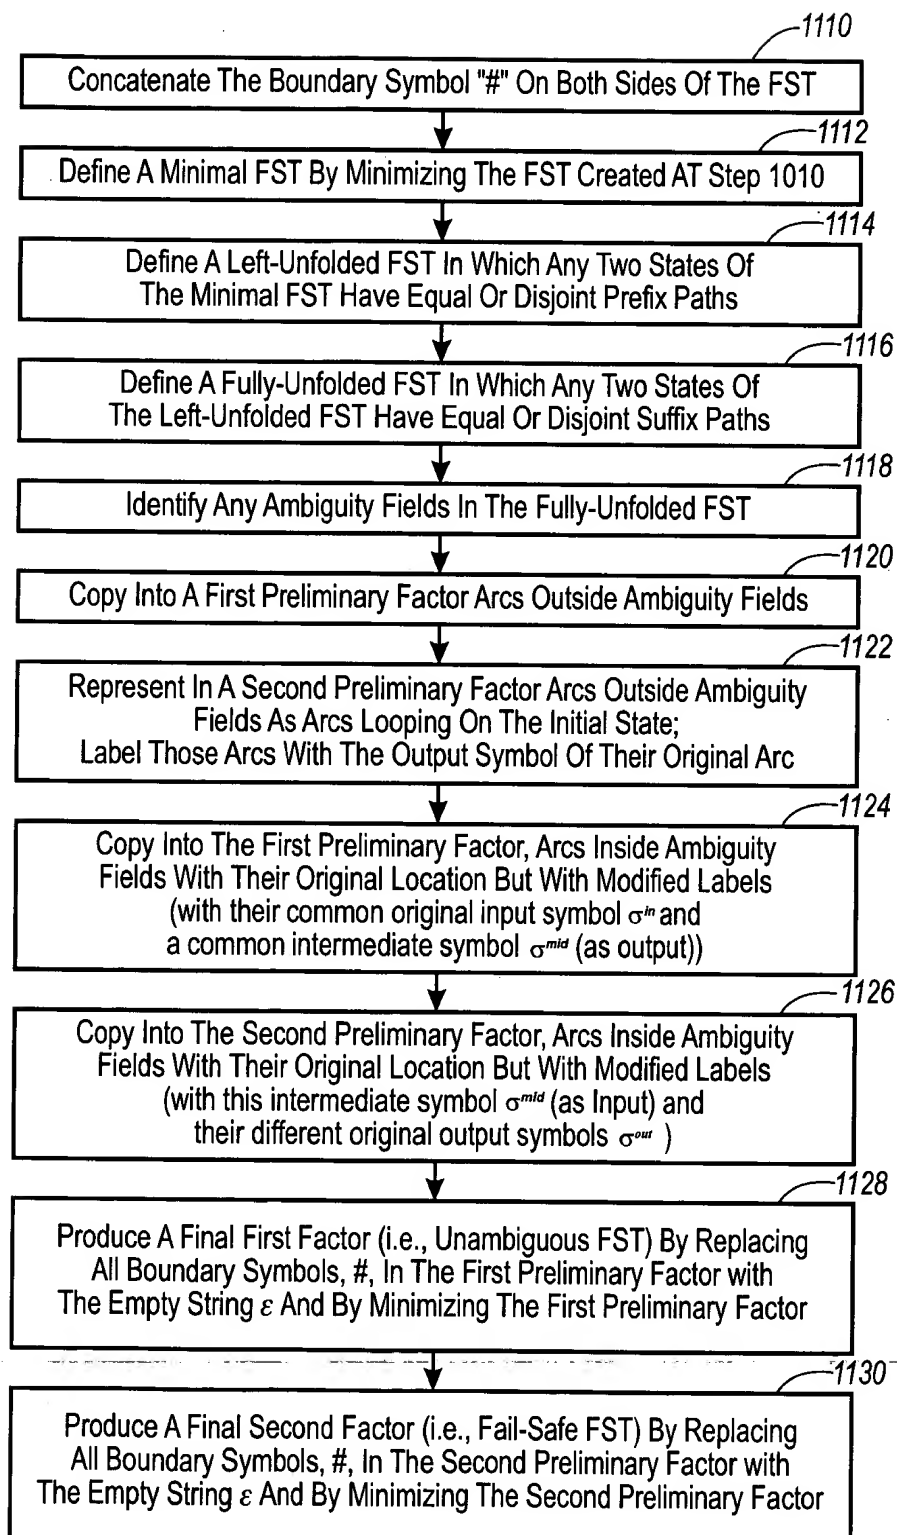 1110
Concatenate The Boundary Symbol "#" On Both Sides Of The FST
1112
Define A Minimal FST By Minimizing The FST Created AT Step 1010
1114
Define A Left-Unfolded FST In Which Any Two States Of
The Minimal FST Have Equal Or Disjoint Prefix Paths
1116
Define A Fully-Unfolded FST In Which Any Two States Of
The Left-Unfolded FST Have Equal Or Disjoint Suffix Paths
1118
Identify Any Ambiguity Fields In The Fully-Unfolded FST
1120
Copy Into A First Preliminary Factor Arcs Outside Ambiguity Fields
1122
Represent In A Second Preliminary Factor Arcs Outside Ambiguity
Fields As Arcs Looping On The Initial State;
Label Those Arcs With The Output Symbol Of Their Original Arc
1124
Copy Into The First Preliminary Factor, Arcs Inside Ambiguity
Fields With Their Original Location But With Modified Labels
(with their common original input symbol σ^in and
a common intermediate symbol σ^mid (as output))
1126
Copy Into The Second Preliminary Factor, Arcs Inside Ambiguity
Fields With Their Original Location But With Modified Labels
(with this intermediate symbol σ^mid (as Input) and
their different original output symbols σ^out )
1128
Produce A Final First Factor (i.e., Unambiguous FST) By Replacing
All Boundary Symbols, #, In The First Preliminary Factor with
The Empty String ε And By Minimizing The First Preliminary Factor
1130
Produce A Final Second Factor (i.e., Fail-Safe FST) By Replacing
All Boundary Symbols, #, In The Second Preliminary Factor with
The Empty String ε And By Minimizing The Second Preliminary Factor